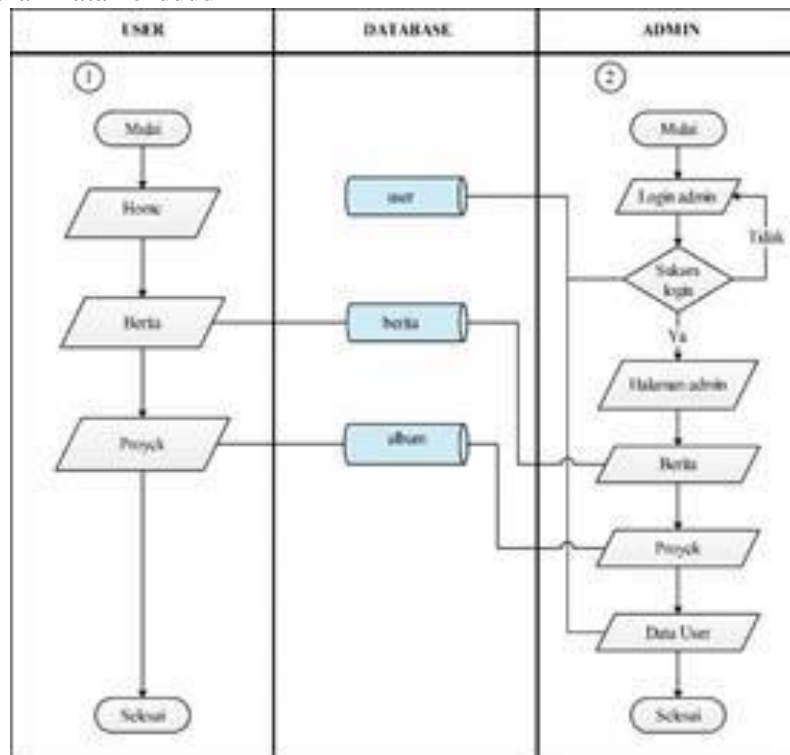 USER
DATABASE
ADMIN
1
2
Mulai
Mulai
Home
user
Login admin
Tidak
Sukses
login
Berita
berita
Ya
Halaman admin
Proyek
album
Berita
Proyek
Data User
Selesai
Selesai